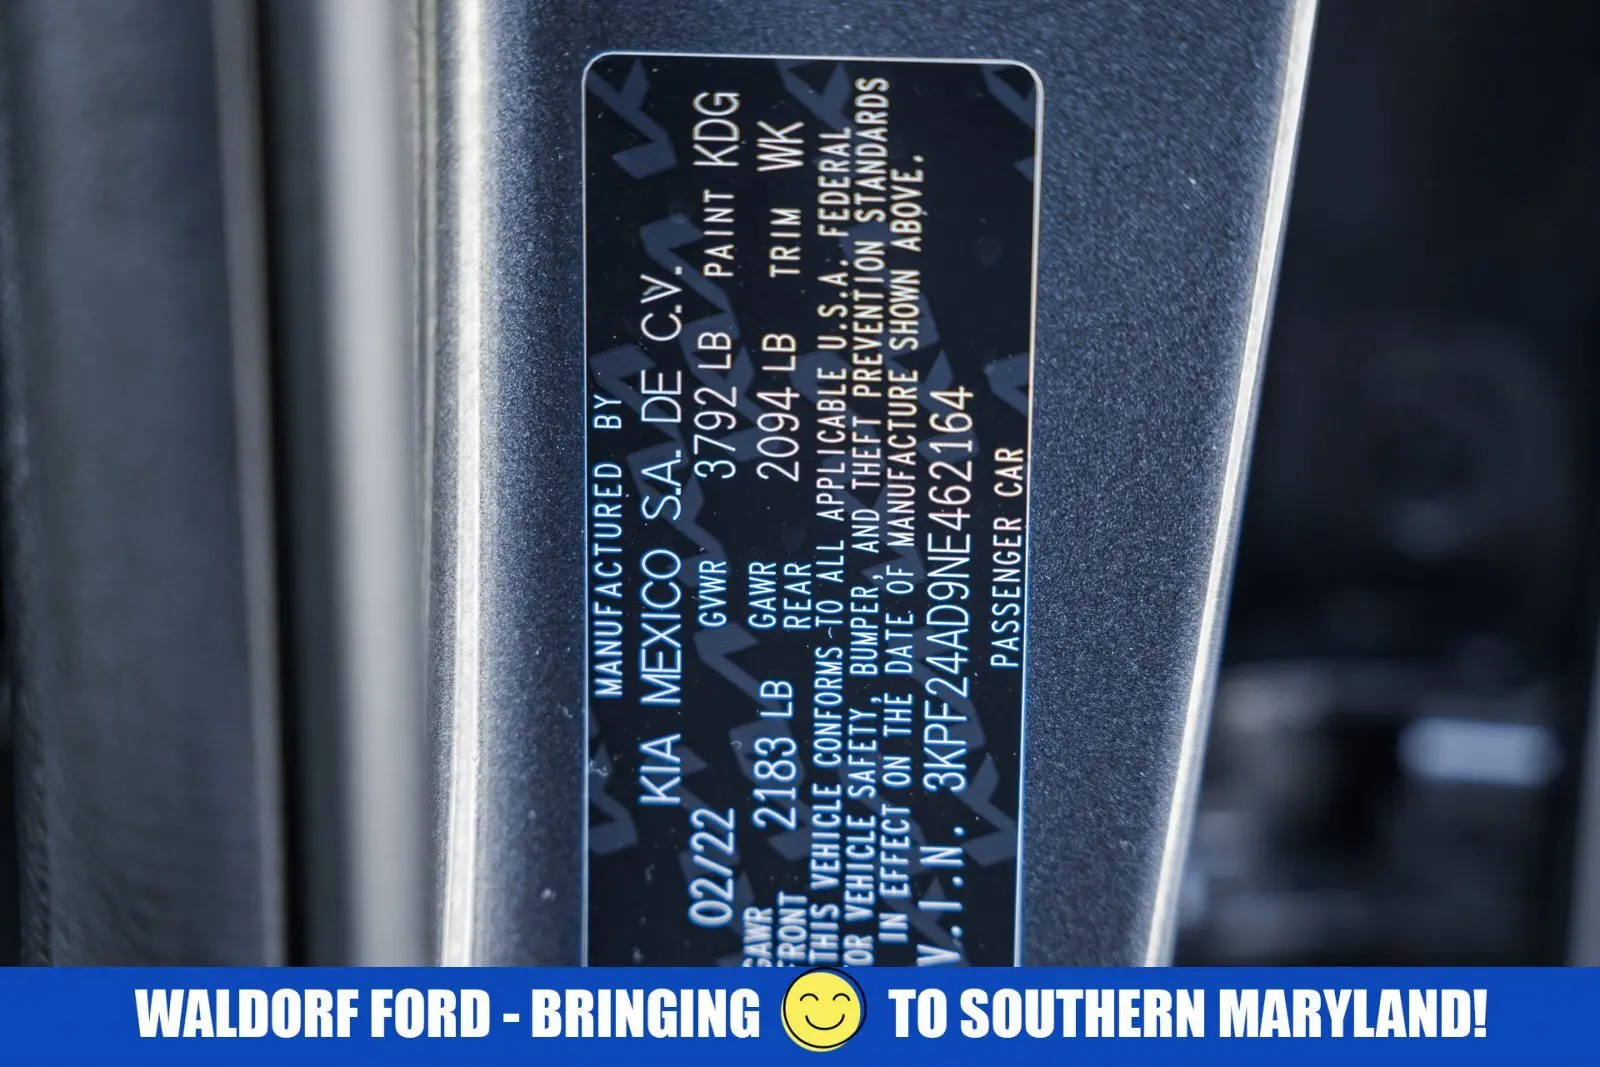 MANUFACTURED BY
KIA MEXICO S.A. DE C.V.
02/22 GVWR 3792 LB PAINT KDG
GAWR FRONT 2183 LB GAWR REAR 2094 LB TRIM WK
THIS VEHICLE CONFORMS TO ALL APPLICABLE U.S.A. FEDERAL
OR VEHICLE SAFETY, BUMPER, AND THEFT PREVENTION STANDARDS
IN EFFECT ON THE DATE OF MANUFACTURE SHOWN ABOVE.
V.I.N. 3KPF24AD9NE462164
PASSENGER CAR
WALDORF FORD - BRINGING TO SOUTHERN MARYLAND!